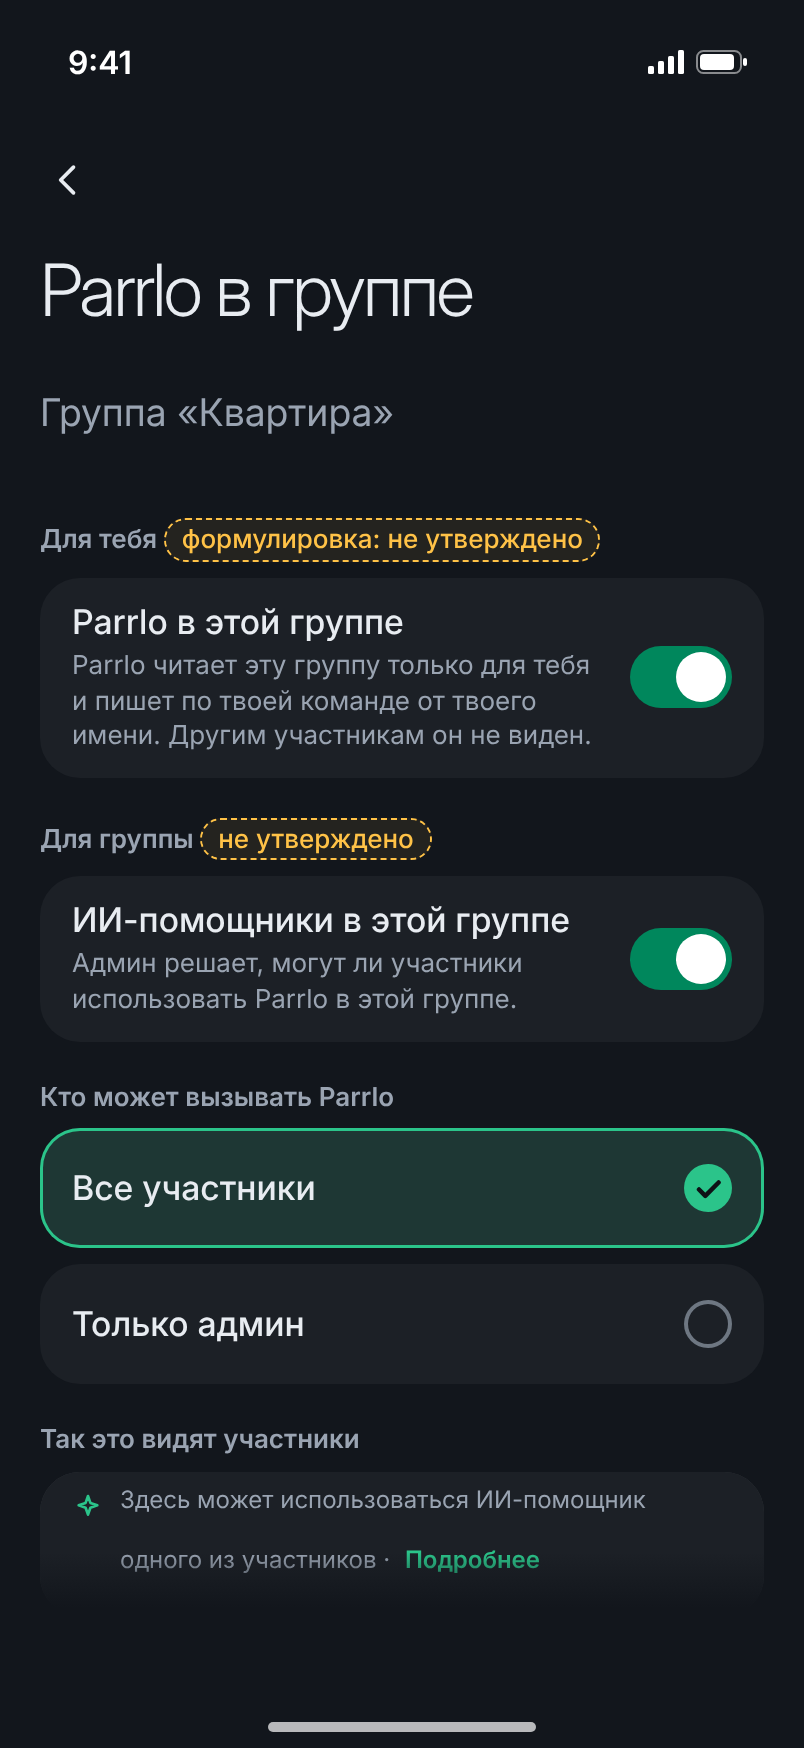 9:41
Parrlo в группе
Группа «Квартира»
Для тебя формулировка: не утверждено
Parrlo в этой группе
Parrlo читает эту группу только для тебя
и пишет по твоей команде от твоего
имени. Другим участникам он не виден.
Для группы не утверждено
ИИ-помощники в этой группе
Админ решает, могут ли участники
использовать Parrlo в этой группе.
Кто может вызывать Parrlo
Все участники
Только админ
Так это видят участники
Здесь может использоваться ИИ-помощник
одного из участников · Подробнее